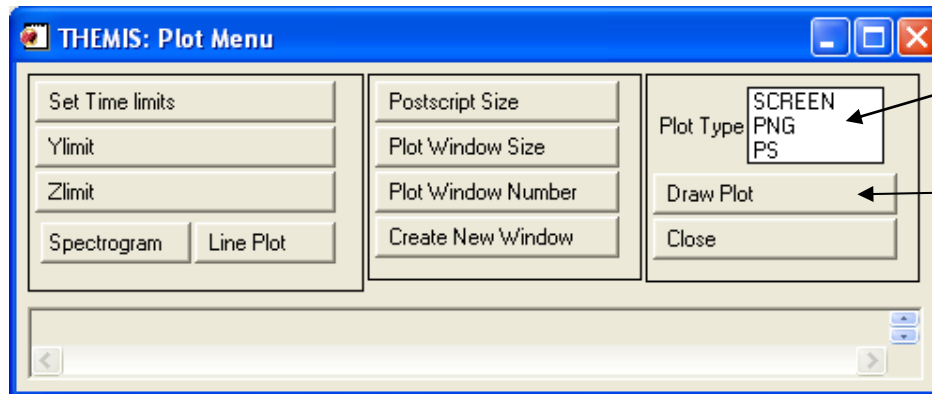 THEMIS: Plot Menu
Set Time limits
Ylimit
Zlimit
Spectrogram
Line Plot
Postscript Size
Plot Window Size
Plot Window Number
Create New Window
Plot Type
SCREEN
PNG
PS
Draw Plot
Close